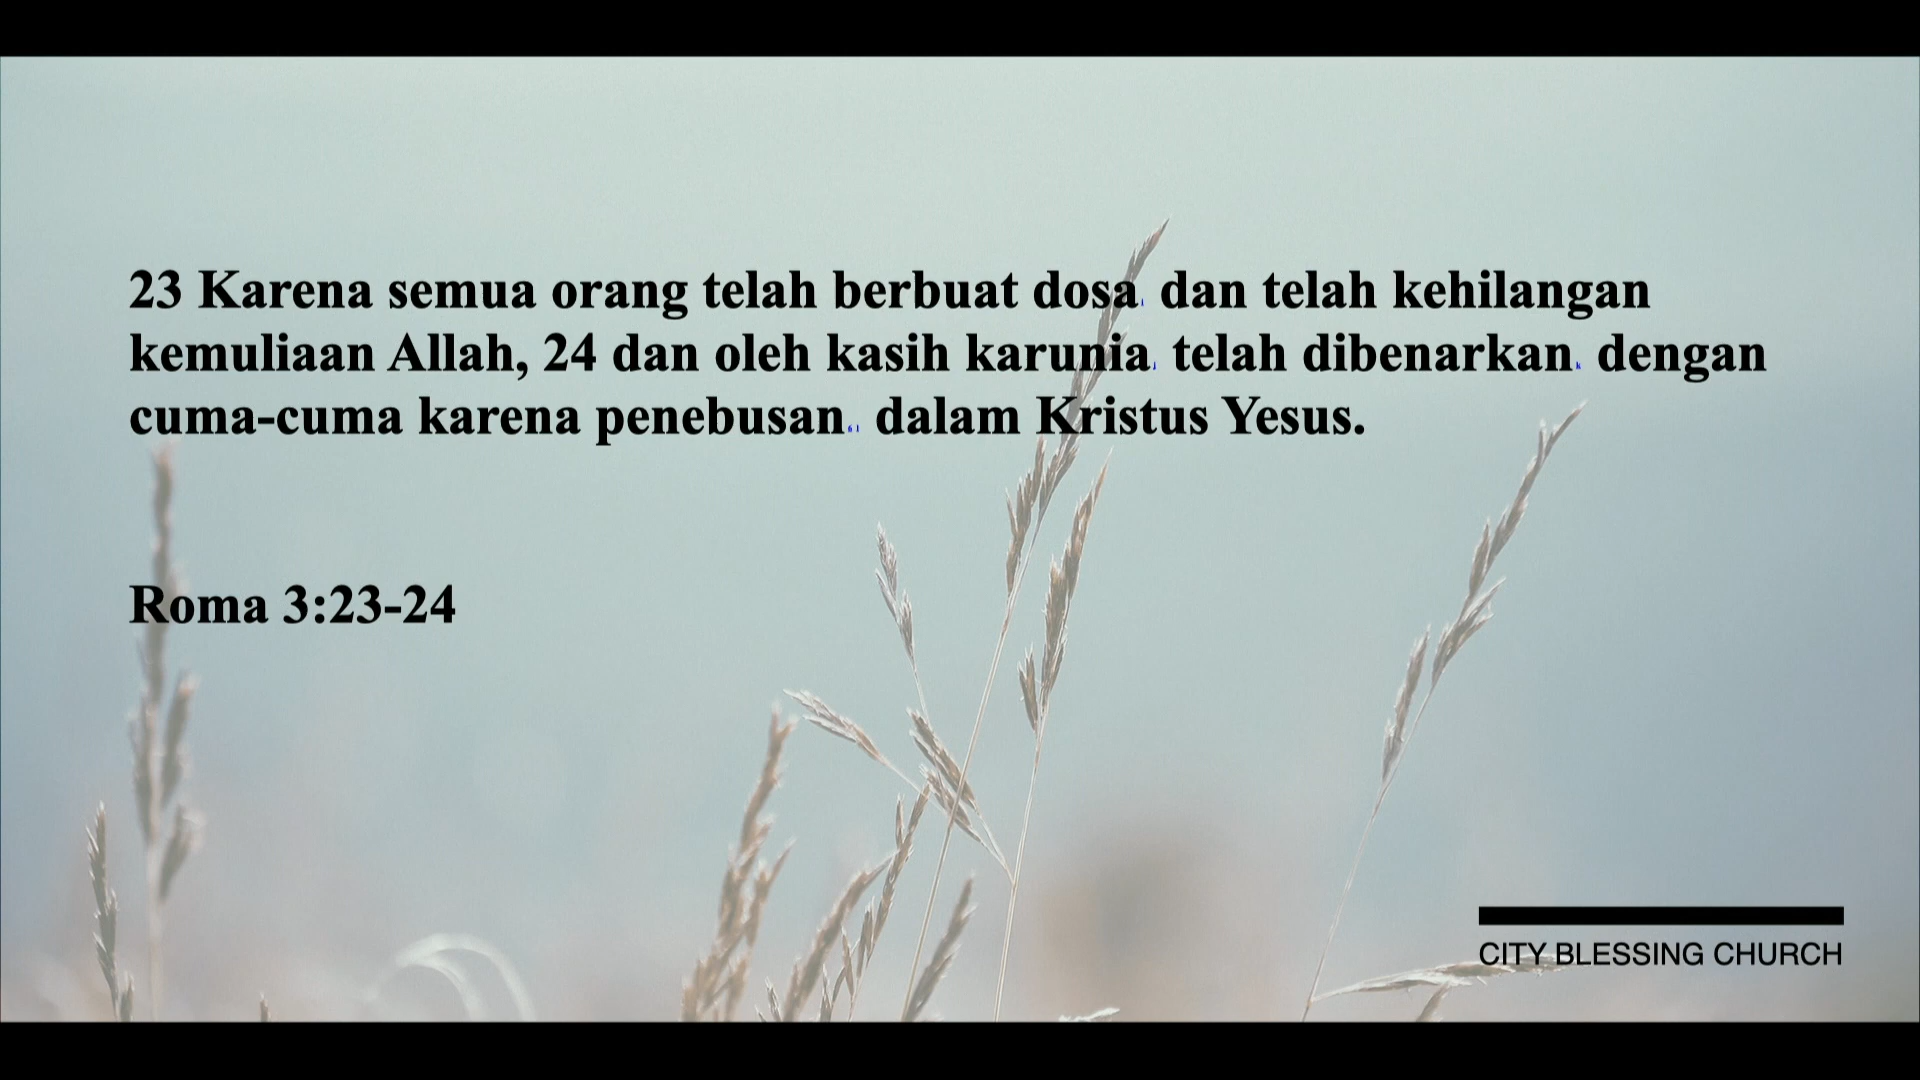 23 Karena semua orang telah berbuat dosa dan telah kehilangan
kemuliaan Allah, 24 dan oleh kasih karunia telah dibenarkan dengan
cuma-cuma karena penebusan dalam Kristus Yesus.
Roma 3:23-24
CITY BLESSING CHURCH